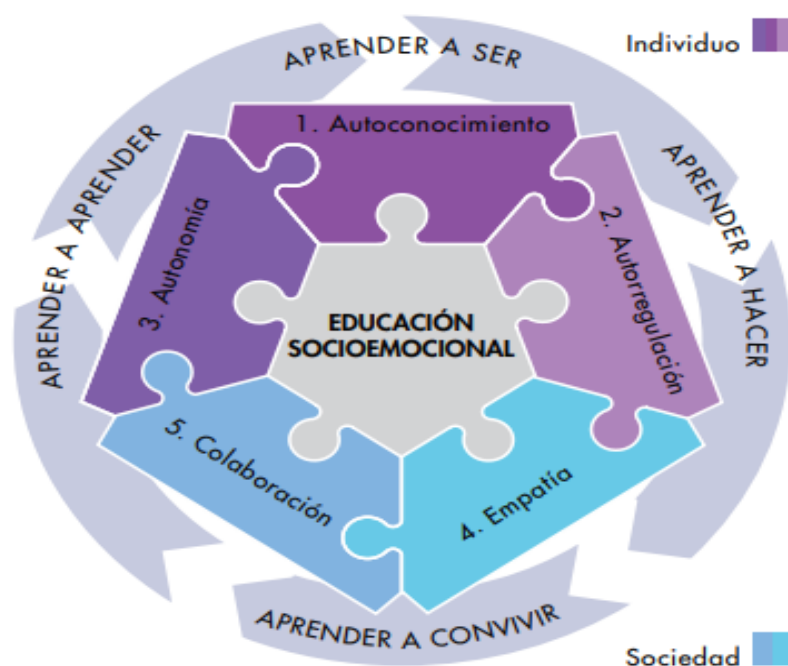 APRENDER A SER
Individuo
1. Autoconocimiento
APRENDER A APRENDER
APRENDER A HACER
3. Autonomía
2. Autorregulación
EDUCACIÓN
SOCIOEMOCIONAL
5. Colaboración
4. Empatía
APRENDER A CONVIVIR
Sociedad